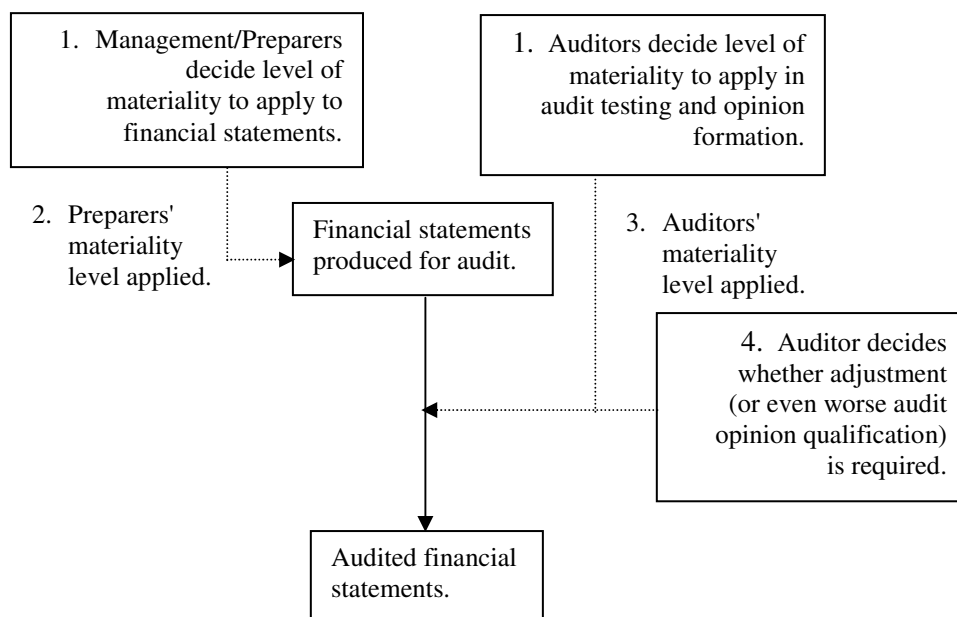 1. Management/Preparers
decide level of
materiality to apply to
financial statements.
1. Auditors decide level of
materiality to apply in
audit testing and opinion
formation.
2. Preparers'
materiality
level applied.
Financial statements
produced for audit.
3. Auditors'
materiality
level applied.
4. Auditor decides
whether adjustment
(or even worse audit
opinion qualification)
is required.
Audited financial
statements.